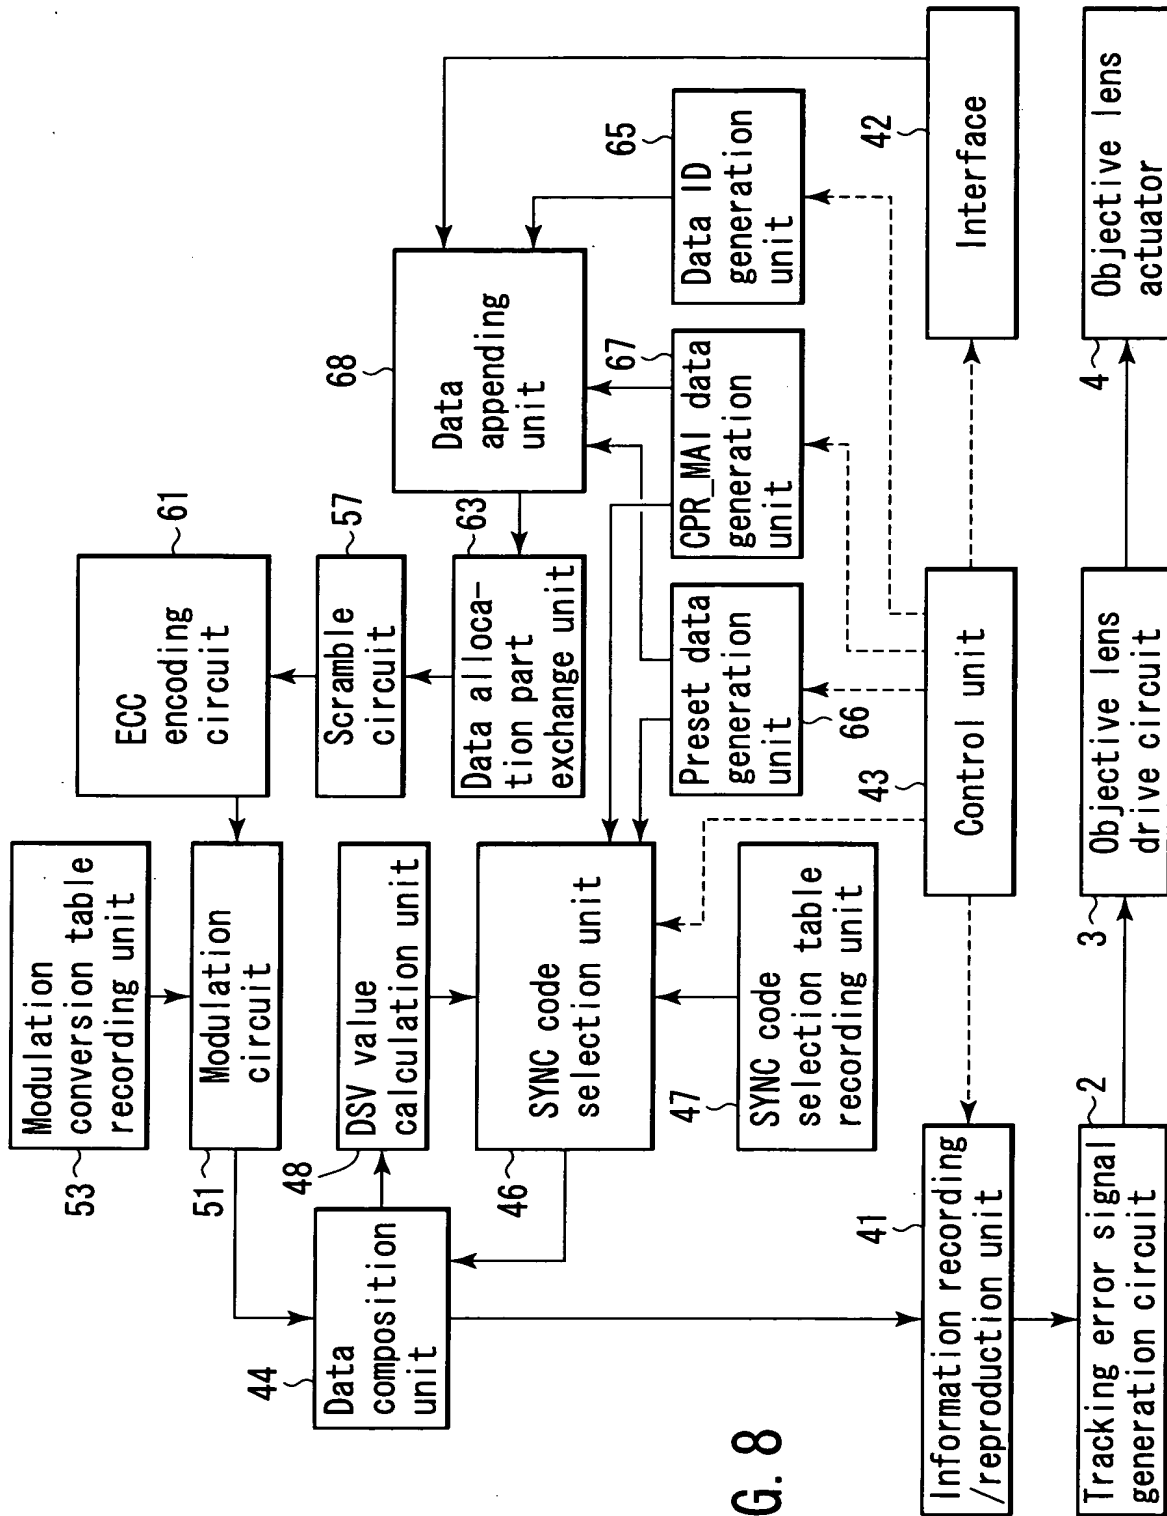 53
Modulation
conversion table
recording unit
61
ECC
encoding
circuit
51
Modulation
circuit
57
Scramble
circuit
68
Data
appending
unit
44
Data
composition
unit
48
DSV value
calculation unit
63
Data alloca-
tion part
exchange unit
46
SYNC code
selection unit
47
SYNC code
selection table
recording unit
66
Preset data
generation
unit
67
CPR_MAI data
generation
unit
65
Data ID
generation
unit
41
Information recording
/reproduction unit
43
Control unit
42
Interface
2
Tracking error signal
generation circuit
3
Objective lens
drive circuit
4
Objective lens
actuator
G. 8